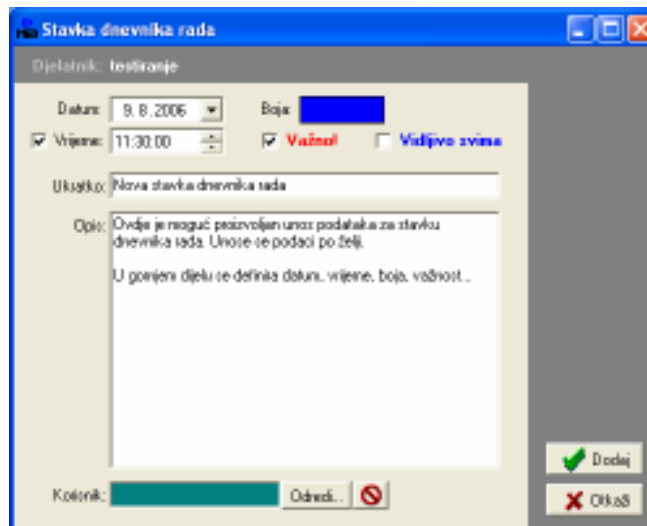 Stavka dnevnika rada
Djelatnik: testiranje
Datum: 9. 8. 2006 Boja:
Vrijeme: 11:30:00 Važno! Vidljivo svima
Ukratko: Nova stavka dnevnika rada
Opis: Ovdje je moguć proizvoljan unos podataka za stavku
dnevnika rada. Unose se podaci po želji.
U gornjem dijelu se definira datum, vrijeme, boja, važnost...
Dodaj
Korisnik: Odredi...
Otkaži